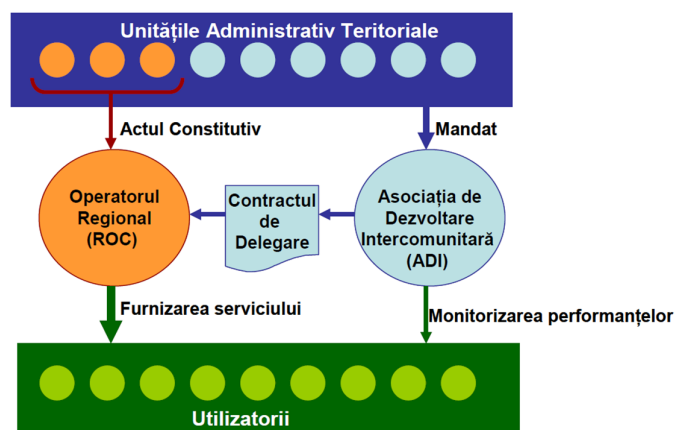 Unitățile Administrativ Teritoriale
Actul Constitutiv
Mandat
Operatorul
Regional
(ROC)
Contractul
de
Delegare
Asociația de
Dezvoltare
Intercomunitară
(ADI)
Furnizarea serviciului
Monitorizarea performanțelor
Utilizatorii